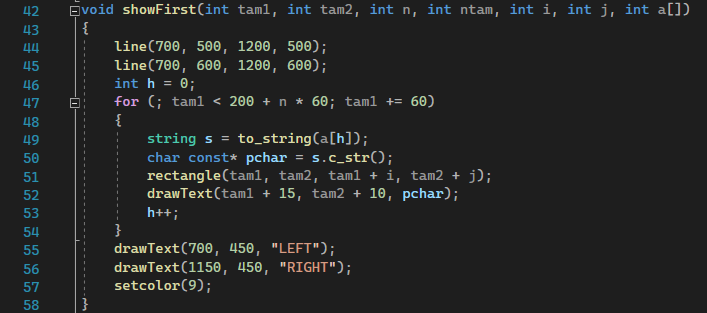 42 void showFirst(int tam1, int tam2, int n, int ntam, int i, int j, int a[])
43 {
44 line(700, 500, 1200, 500);
45 line(700, 600, 1200, 600);
46 int h = 0;
47 for (; tam1 < 200 + n * 60; tam1 += 60)
48 {
49 string s = to_string(a[h]);
50 char const* pchar = s.c_str();
51 rectangle(tam1, tam2, tam1 + i, tam2 + j);
52 drawText(tam1 + 15, tam2 + 10, pchar);
53 h++;
54 }
55 drawText(700, 450, "LEFT");
56 drawText(1150, 450, "RIGHT");
57 setcolor(9);
58 }